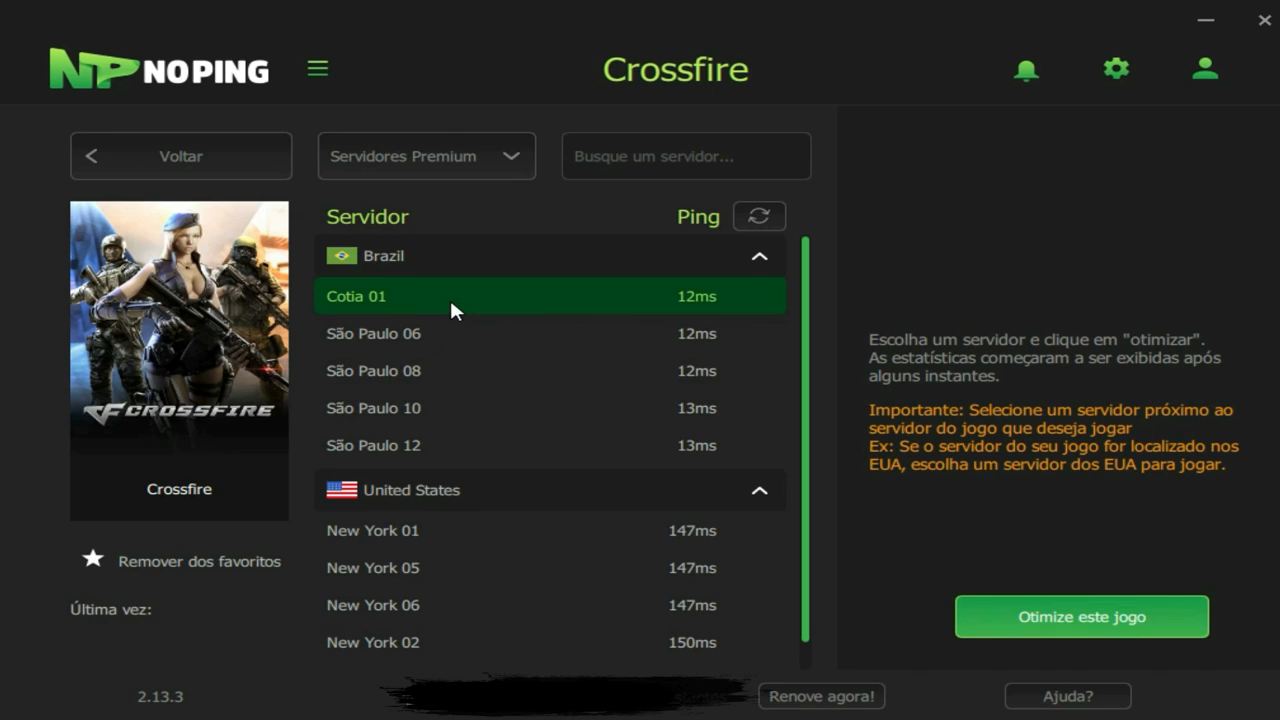 NP NOPING
Crossfire
Voltar
Servidores Premium
Busque um servidor...
Servidor Ping
Brazil
Cotia 01 12ms
São Paulo 06 12ms
São Paulo 08 12ms
São Paulo 10 13ms
São Paulo 12 13ms
United States
New York 01 147ms
New York 05 147ms
New York 06 147ms
New York 02 150ms
CF CROSSFIRE
Crossfire
Remover dos favoritos
Última vez:
Escolha um servidor e clique em "otimizar".
As estatísticas começaram a ser exibidas após
alguns instantes.
Importante: Selecione um servidor próximo ao
servidor do jogo que deseja jogar
Ex: Se o servidor do seu jogo for localizado nos
EUA, escolha um servidor dos EUA para jogar.
Otimize este jogo
2.13.3
Renove agora!
Ajuda?